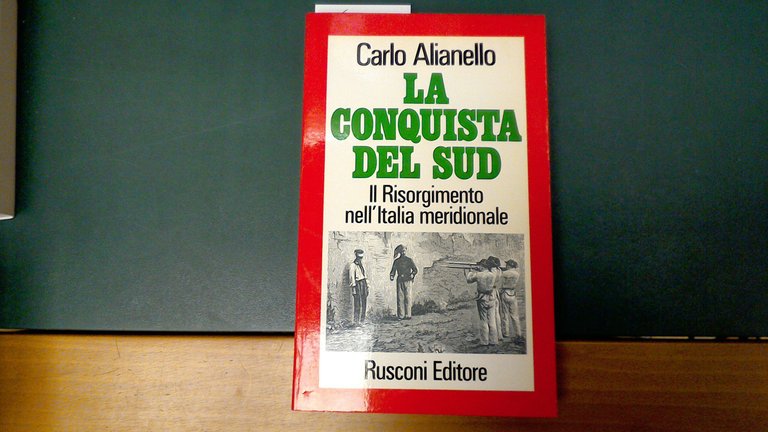 Carlo Alianello
LA
CONQUISTA
DEL SUD
Il Risorgimento
nell'Italia meridionale
Rusconi Editore